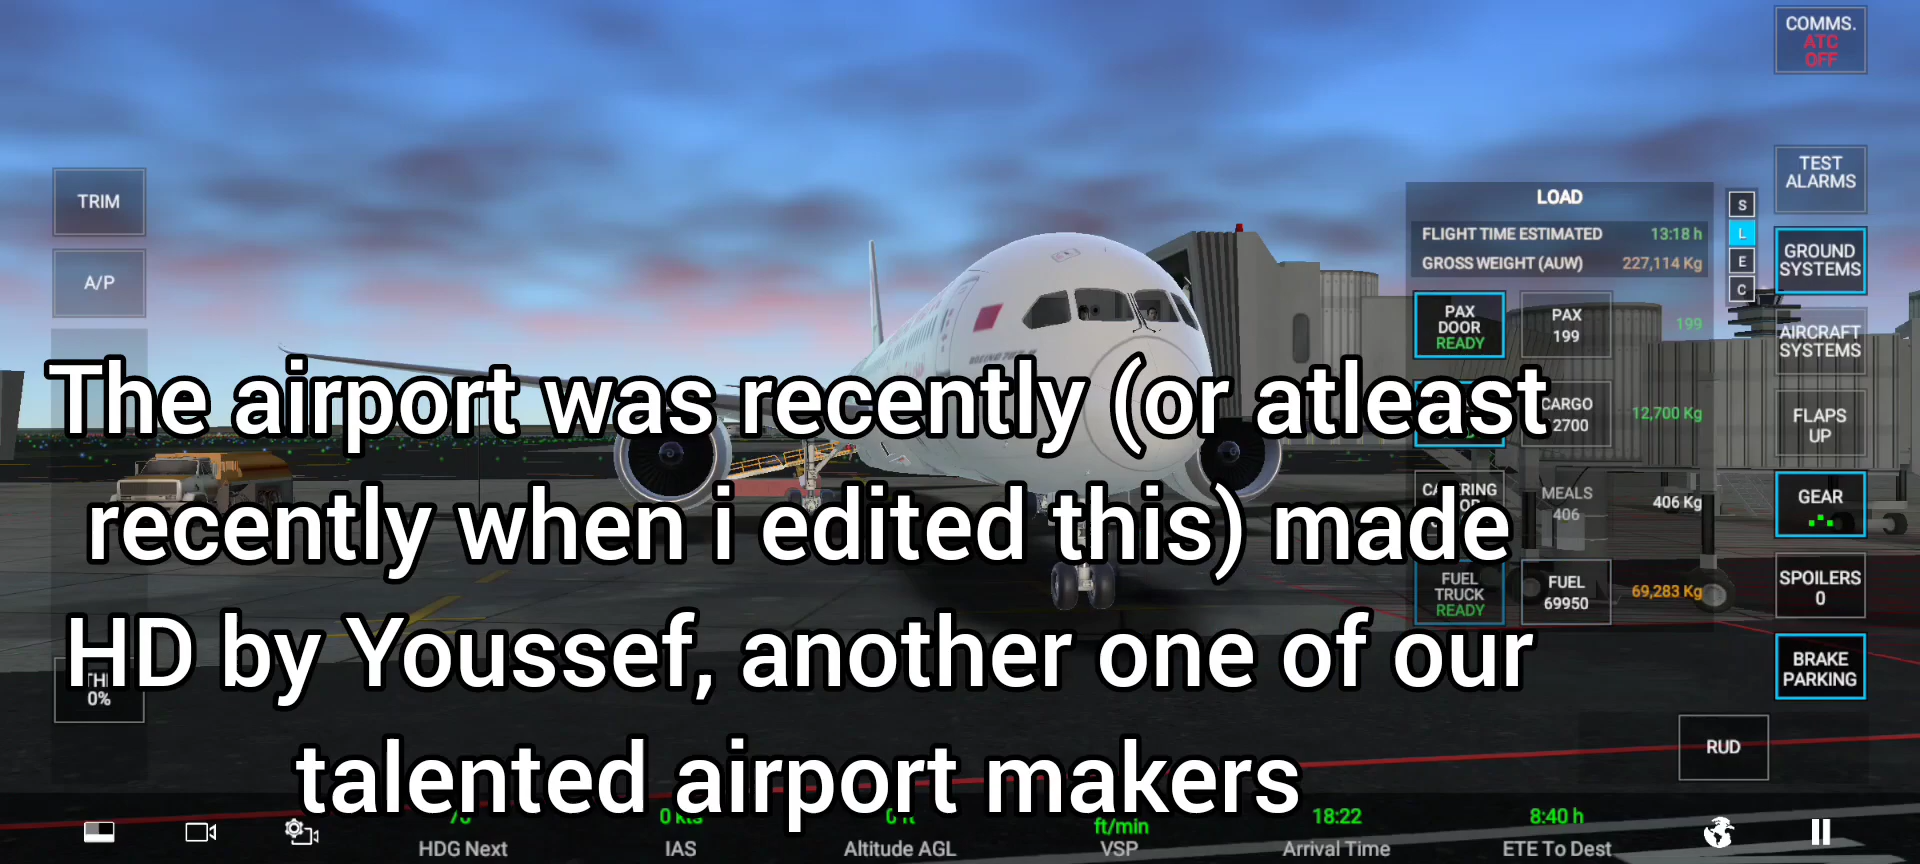 COMMS.
ATC
OFF
TEST
ALARMS
TRIM
LOAD
S
FLIGHT TIME ESTIMATED 13:18 h
L
GROUND
SYSTEMS
GROSS WEIGHT (AUW) 227,114 Kg
E
A/P
C
PAX
DOOR
READY
PAX
199
199
AIRCRAFT
SYSTEMS
The airport was recently (or atleast
recently when i edited this) made
HD by Youssef, another one of our
talented airport makers
CARGO
2700
12,700 Kg
FLAPS
UP
MEALS
406
406 Kg
GEAR
FUEL
TRUCK
READY
FUEL
69950
69,283 Kg
SPOILERS
0
0%
BRAKE
PARKING
RUD
HDG Next
0 kts
IAS
Altitude AGL
ft/min
VSP
18:22
Arrival Time
8:40 h
ETE To Dest